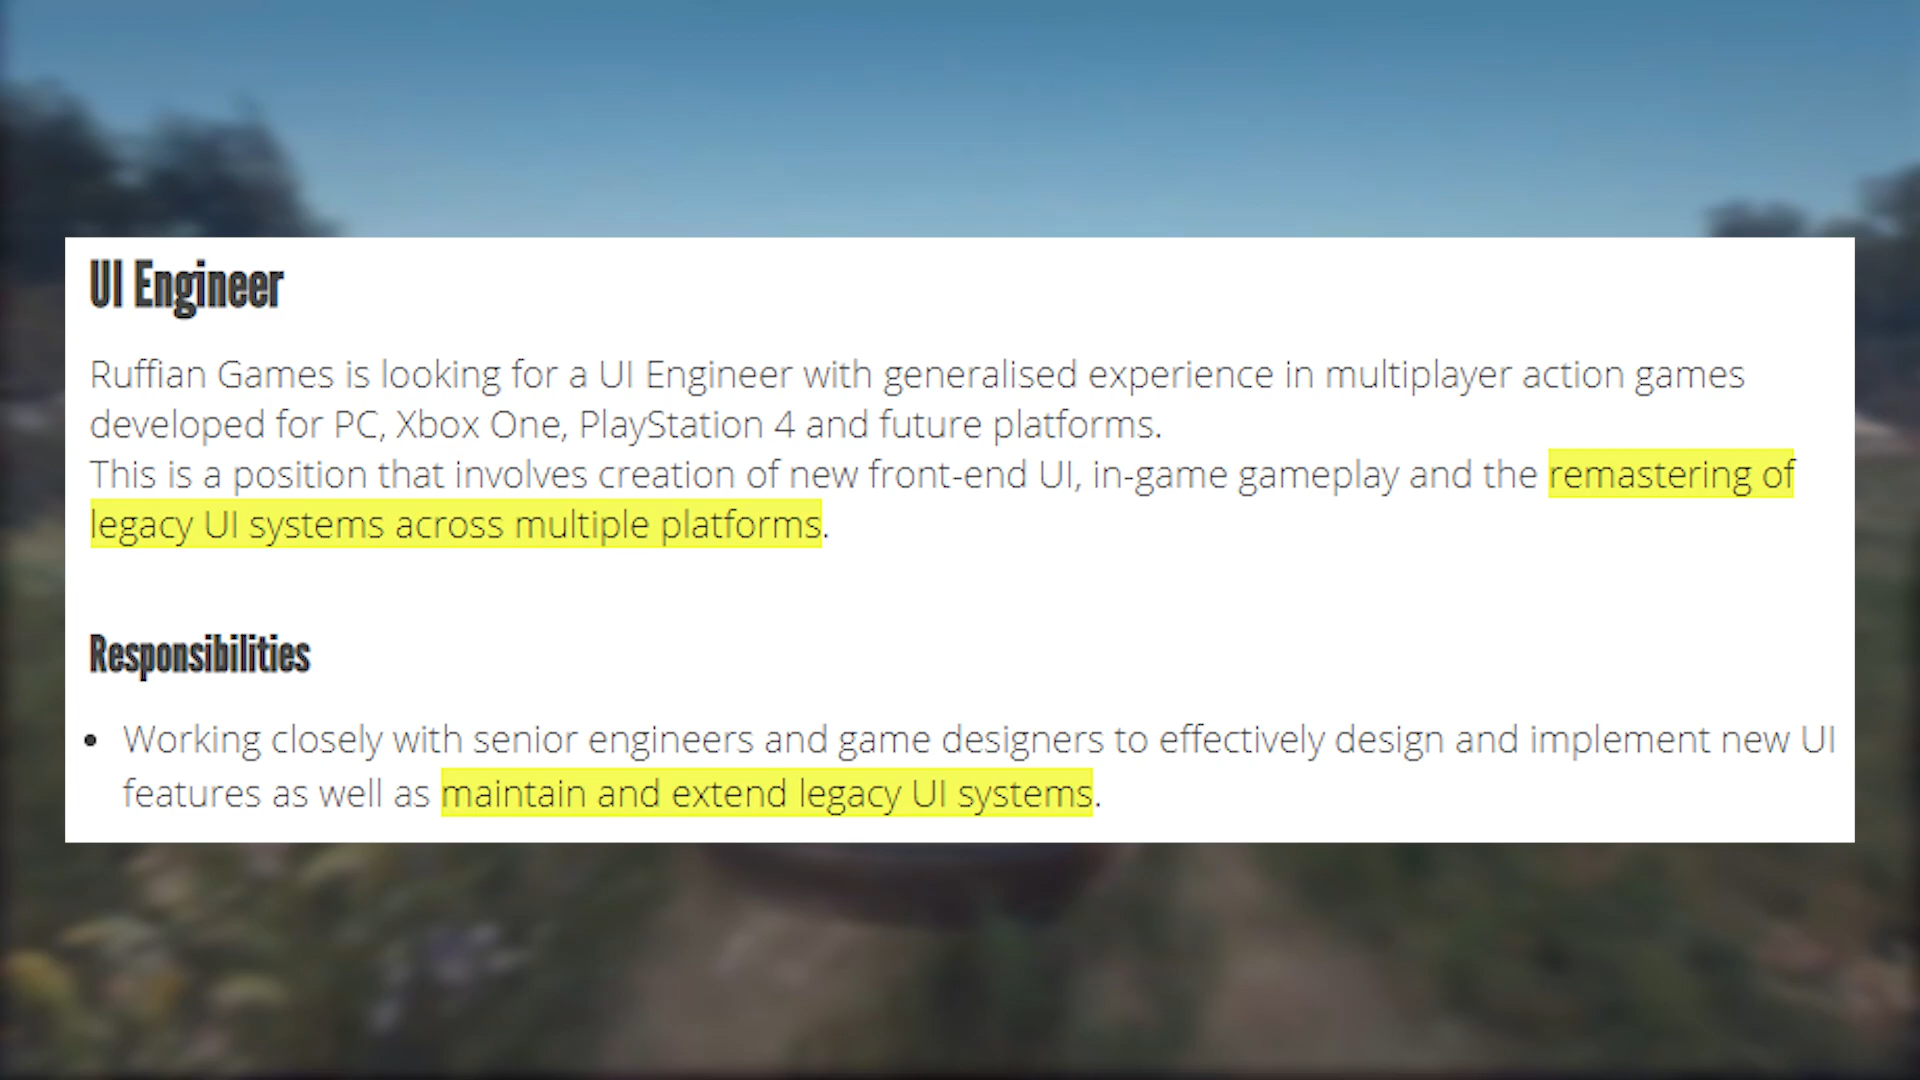 UI Engineer
Ruffian Games is looking for a UI Engineer with generalised experience in multiplayer action games
developed for PC, Xbox One, PlayStation 4 and future platforms.
This is a position that involves creation of new front-end UI, in-game gameplay and the remastering of
legacy UI systems across multiple platforms.
Responsibilities
• Working closely with senior engineers and game designers to effectively design and implement new UI
features as well as maintain and extend legacy UI systems.